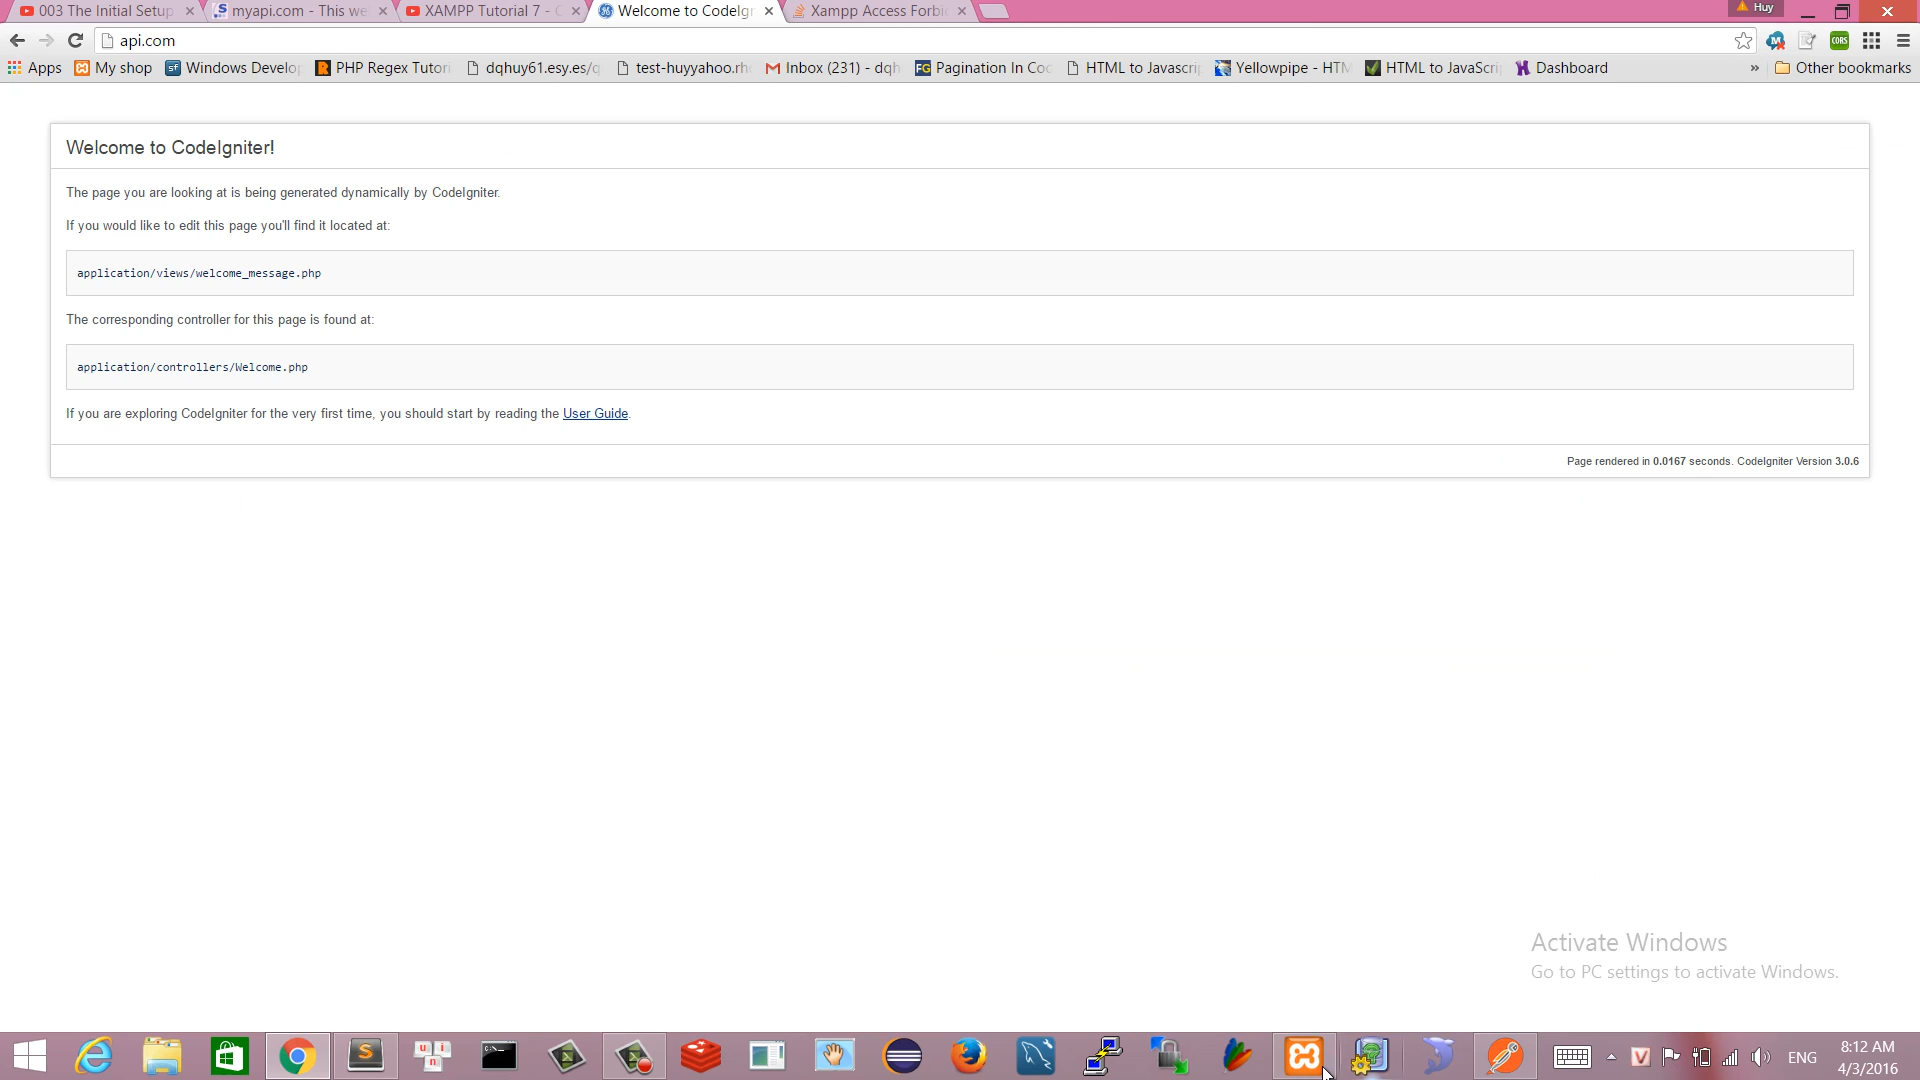 003 The Initial Setup
myapi.com - This we
XAMPP Tutorial 7 - C
Welcome to CodeIgn
Xampp Access Forbi
Huy
api.com
CORS
Apps
My shop
Windows Develo
PHP Regex Tutori
dqhuy61.esy.es/q
test-huyyahoo.rh
Inbox (231) - dqh
FG Pagination In Coc
HTML to Javascri
Yellowpipe - HTM
HTML to JavaScri
Dashboard
»
Other bookmarks
Welcome to CodeIgniter!
The page you are looking at is being generated dynamically by CodeIgniter.
If you would like to edit this page you'll find it located at:
application/views/welcome_message.php
The corresponding controller for this page is found at:
application/controllers/Welcome.php
If you are exploring CodeIgniter for the very first time, you should start by reading the User Guide.
Page rendered in 0.0167 seconds. CodeIgniter Version 3.0.6
Activate Windows
Go to PC settings to activate Windows.
ENG
8:12 AM
4/3/2016